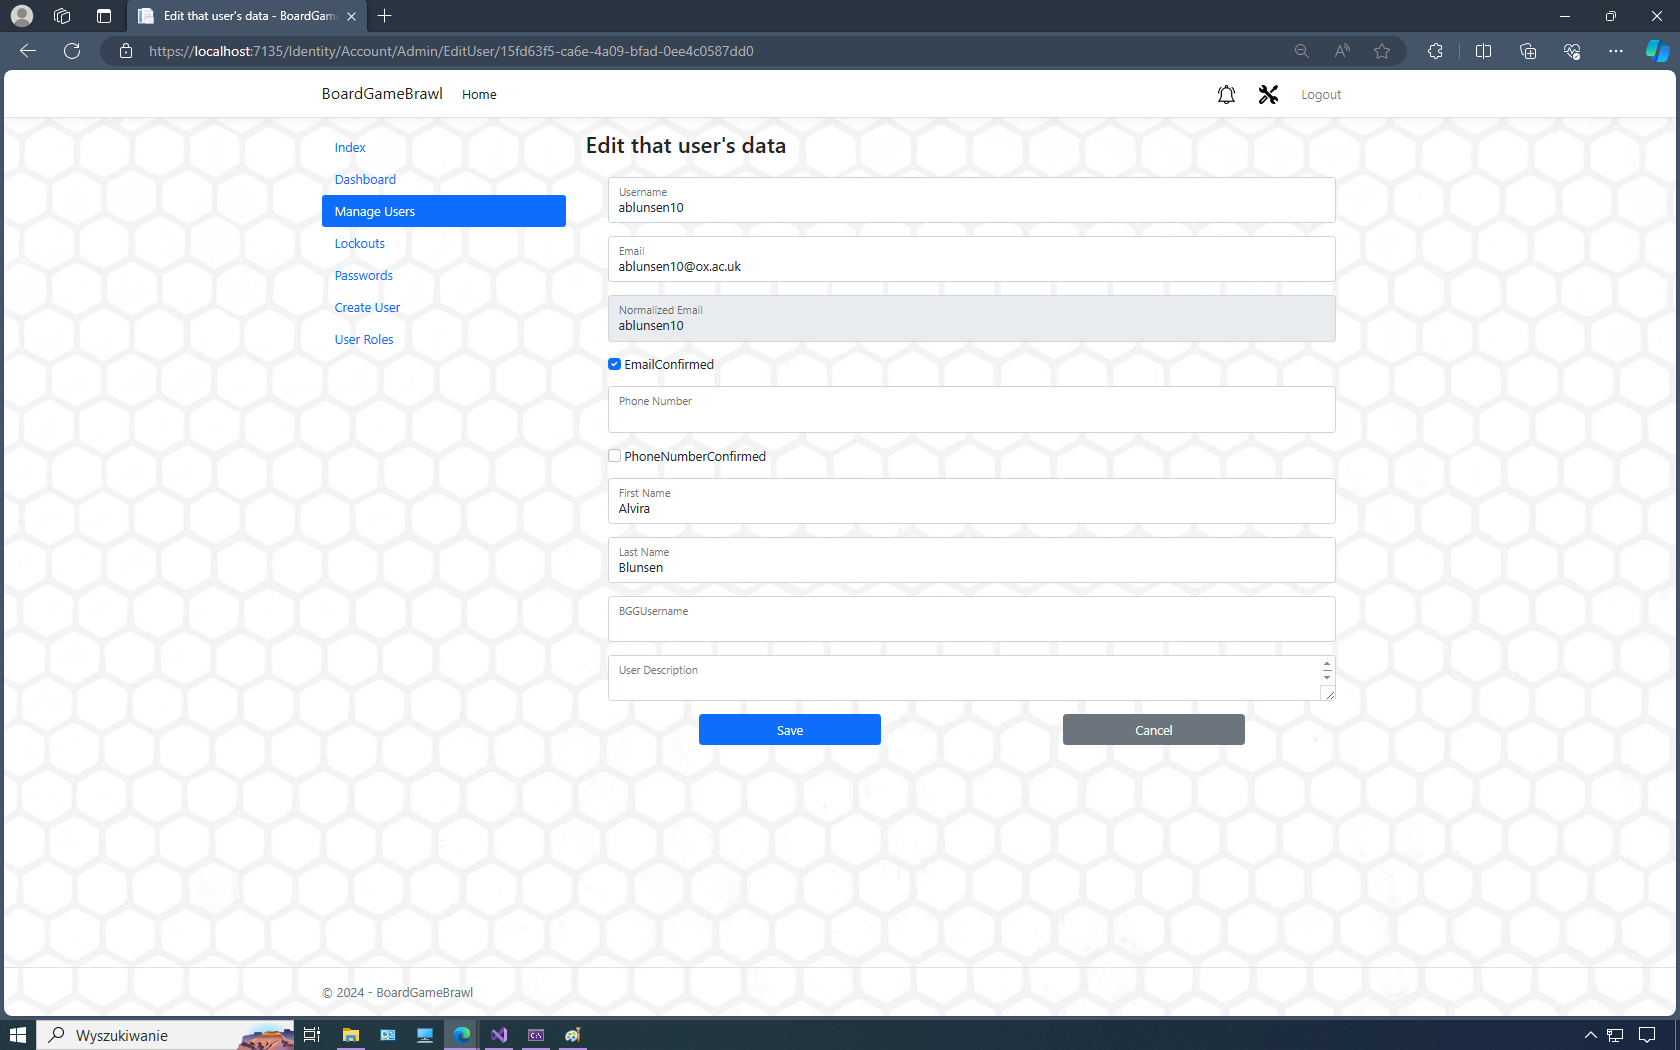 Edit that user's data - BoardGam
https://localhost:7135/Identity/Account/Admin/EditUser/15fd63f5-ca6e-4a09-bfad-0ee4c0587dd0
BoardGameBrawl Home Logout
Index
Dashboard
Manage Users
Lockouts
Passwords
Create User
User Roles
Edit that user's data
Username
ablunsen10
Email
ablunsen10@ox.ac.uk
Normalized Email
ablunsen10
EmailConfirmed
Phone Number
PhoneNumberConfirmed
First Name
Alvira
Last Name
Blunsen
BGGUsername
User Description
Save Cancel
© 2024 - BoardGameBrawl
Wyszukiwanie